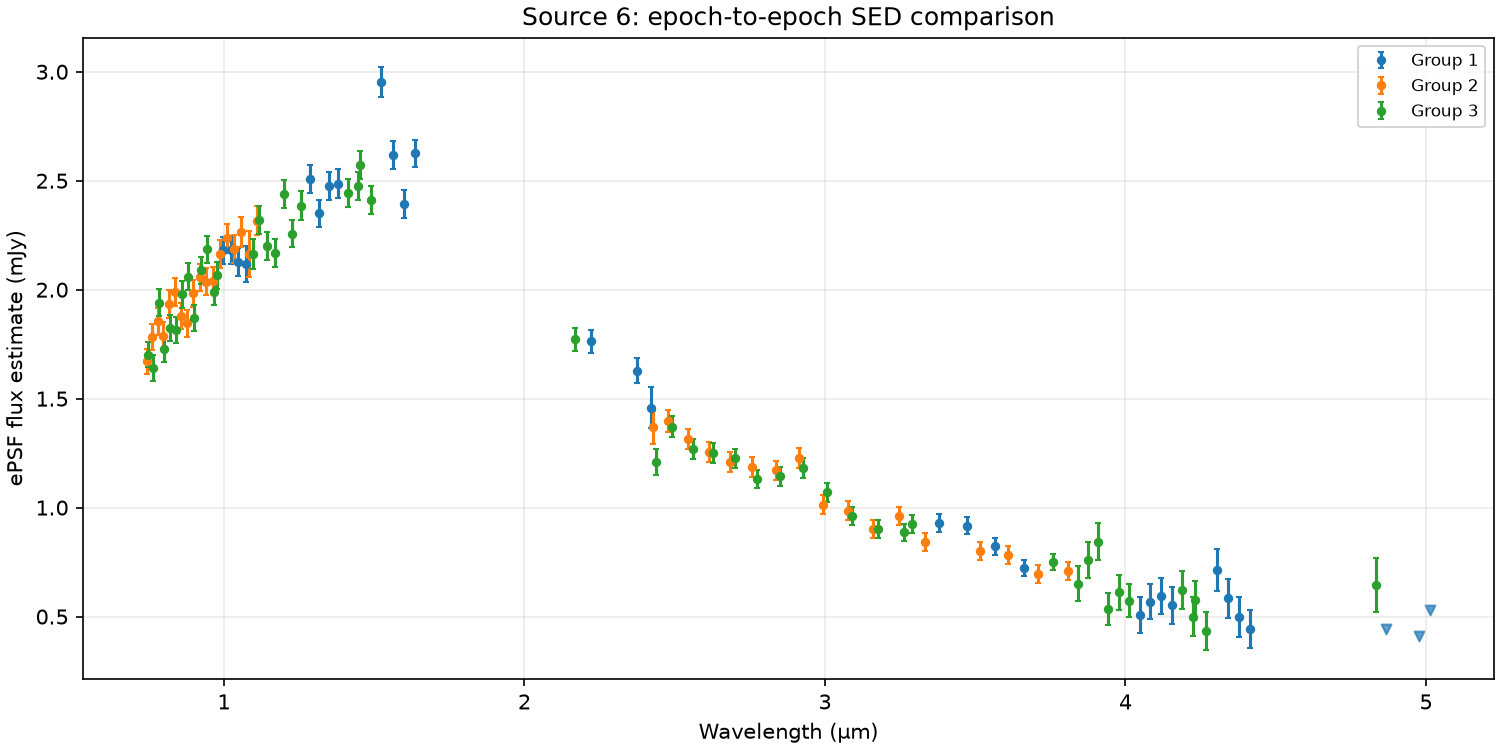 Source 6: epoch-to-epoch SED comparison
ePSF flux estimate (mJy)
3.0
2.5
2.0
1.5
1.0
0.5
Group 1
Group 2
Group 3
1 2 3 4 5
Wavelength (µm)